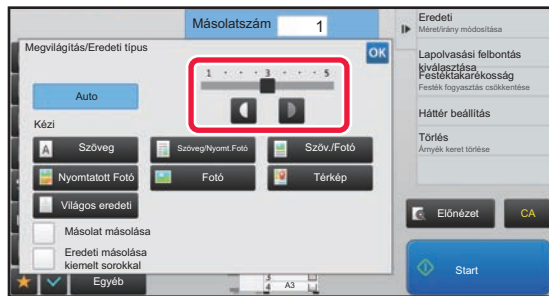 Másolatszám 1
Megvilágítás/Eredeti típus
OK
1 · · 3 · · 5
Auto
Kézi
A Szöveg
Szöveg/Nyomt.Fotó
Szöv./Fotó
Nyomtatott Fotó
Fotó
Térkép
Világos eredeti
Másolat másolása
Eredeti másolása
kiemelt sorokkal
Egyéb
A3
Eredeti
Méret/irány módosítása
Lapolvasási felbontás
kiválasztása
Festéktakarékosság
Festék fogyasztás csökkentése
Háttér beállítás
Törlés
Árnyék keret törlése
Előnézet
CA
Start